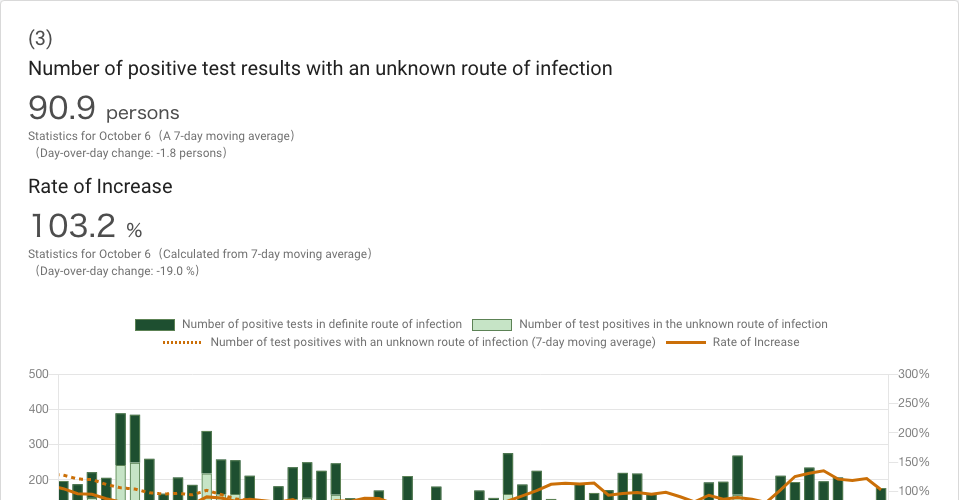 (3)
Number of positive test results with an unknown route of infection
90.9 persons
Statistics for October 6（A 7-day moving average）
（Day-over-day change: -1.8 persons）
Rate of Increase
103.2 %
Statistics for October 6（Calculated from 7-day moving average）
（Day-over-day change: -19.0 %）
Number of positive tests in definite route of infection Number of test positives in the unknown route of infection
Number of test positives with an unknown route of infection (7-day moving average) Rate of Increase
500 300%
400 250%
300 200%
200 150%
100%